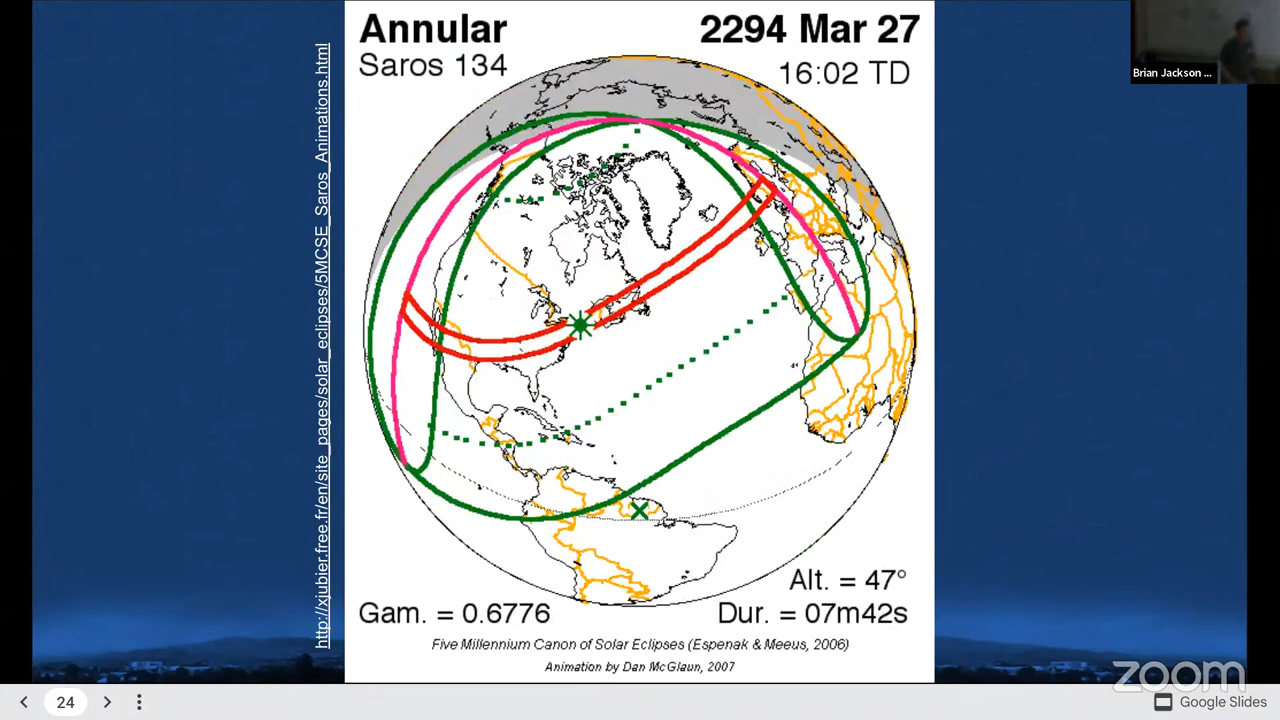 Annular
2294 Mar 27
Saros 134
16:02 TD
http://xjubier.free.fr/en/site_pages/solar_eclipses/5MCSE_Saros_Animations.html
Brian Jackson ...
Alt. = 47°
Gam. = 0.6776
Dur. = 07m42s
Five Millennium Canon of Solar Eclipses (Espenak & Meeus, 2006)
Animation by Dan McGlaun, 2007
zoom
24
Google Slides